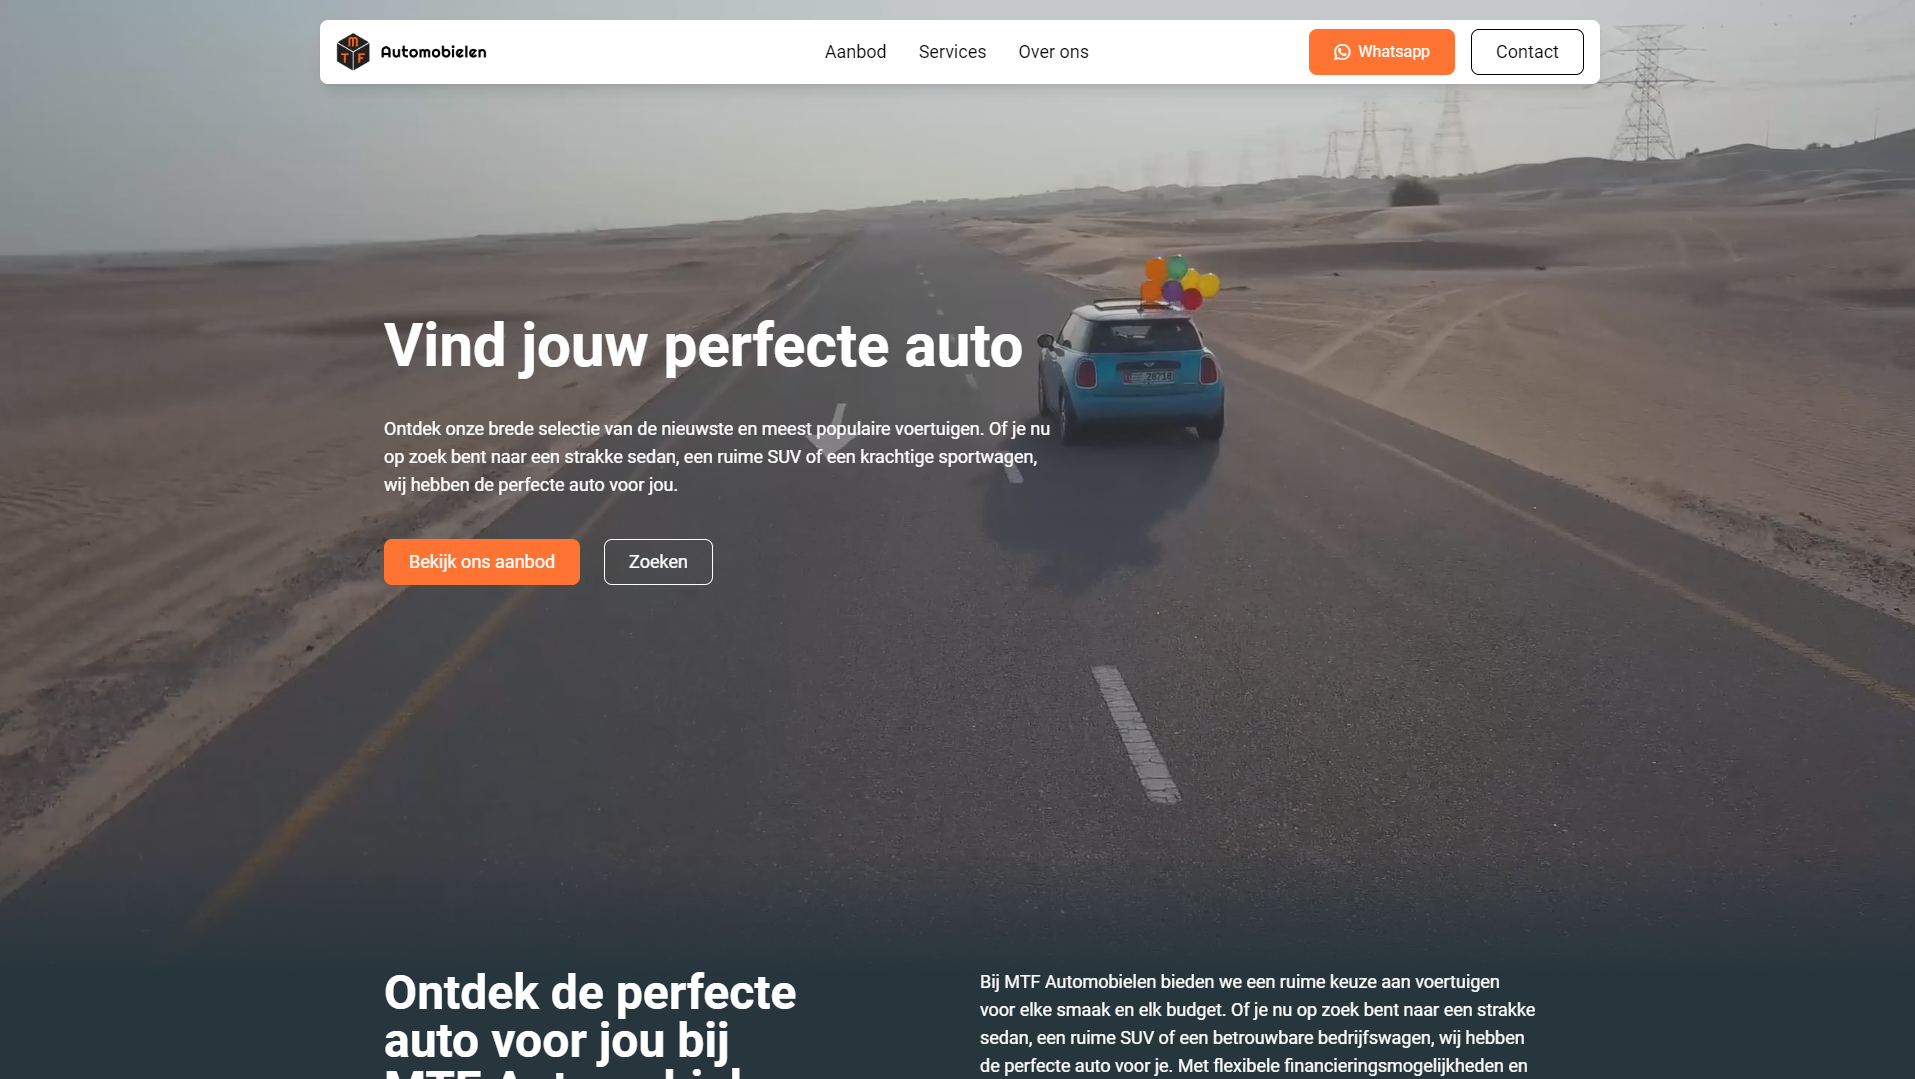 MTF Automobielen
Aanbod
Services
Over ons
Whatsapp
Contact
Vind jouw perfecte auto
Ontdek onze brede selectie van de nieuwste en meest populaire voertuigen. Of je nu
op zoek bent naar een strakke sedan, een ruime SUV of een krachtige sportwagen,
wij hebben de perfecte auto voor jou.
Bekijk ons aanbod
Zoeken
Ontdek de perfecte
auto voor jou bij
Bij MTF Automobielen bieden we een ruime keuze aan voertuigen
voor elke smaak en elk budget. Of je nu op zoek bent naar een strakke
sedan, een ruime SUV of een betrouwbare bedrijfswagen, wij hebben
de perfecte auto voor je. Met flexibele financieringsmogelijkheden en